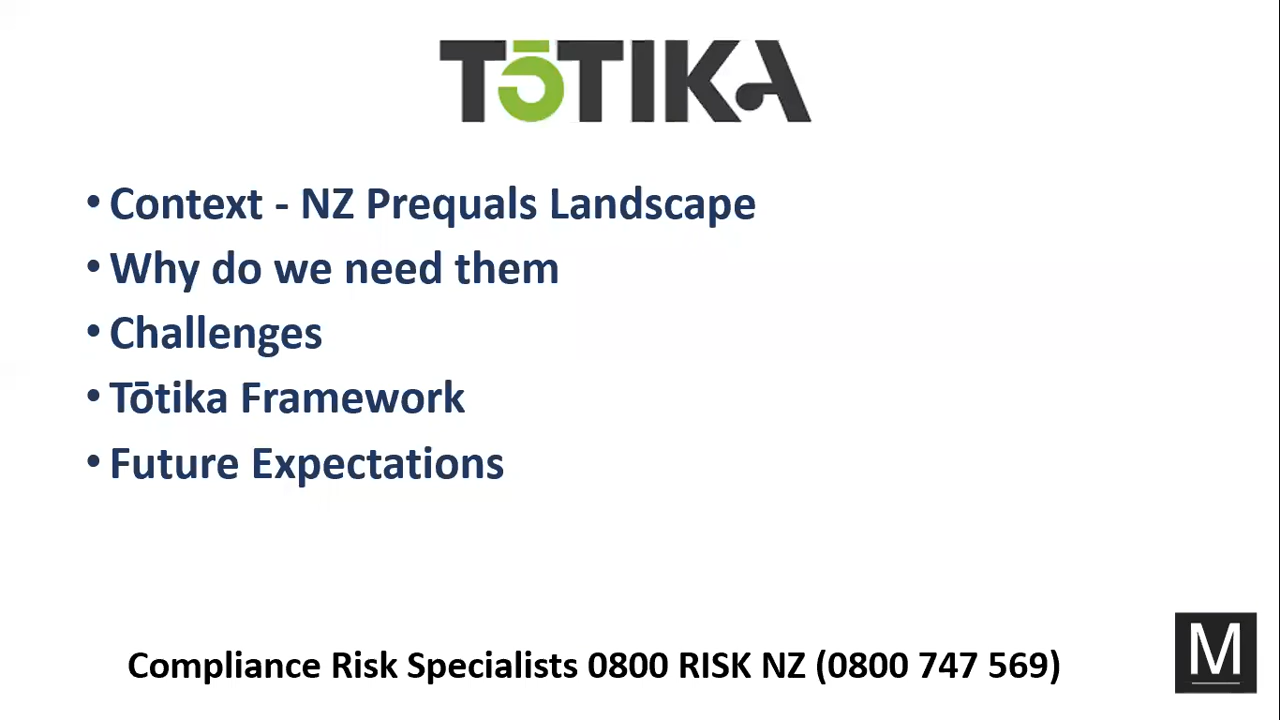 TŌTIKA
• Context - NZ Prequals Landscape
• Why do we need them
• Challenges
• Tōtika Framework
• Future Expectations
Compliance Risk Specialists 0800 RISK NZ (0800 747 569)
M